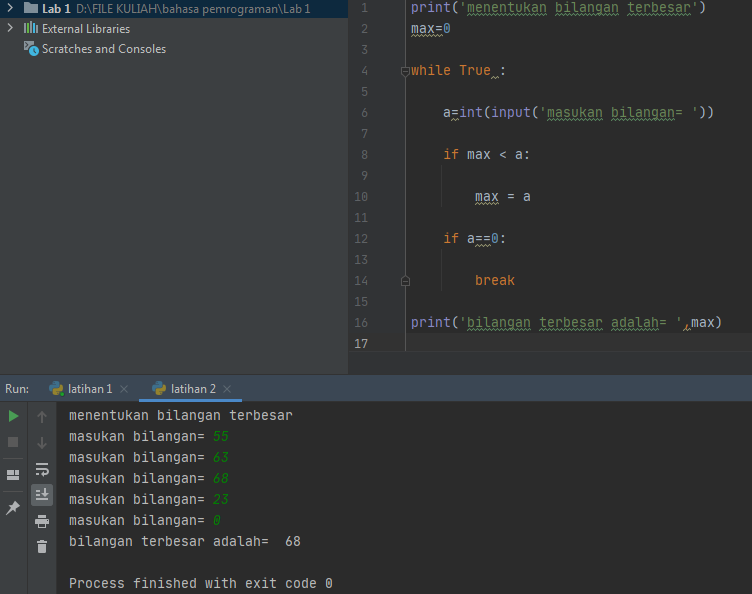 Lab 1 D:\FILE KULIAH\bahasa pemrograman\Lab 1
External Libraries
Scratches and Consoles
1 print('menentukan bilangan terbesar')
2 max=0
3
4 while True :
5
6 a=int(input('masukan bilangan= '))
7
8 if max < a:
9
10 max = a
11
12 if a==0:
13
14 break
15
16 print('bilangan terbesar adalah= ',max)
17
Run: latihan 1 × latihan 2 ×
menentukan bilangan terbesar
masukan bilangan= 55
masukan bilangan= 63
masukan bilangan= 68
masukan bilangan= 23
masukan bilangan= 0
bilangan terbesar adalah=  68
Process finished with exit code 0